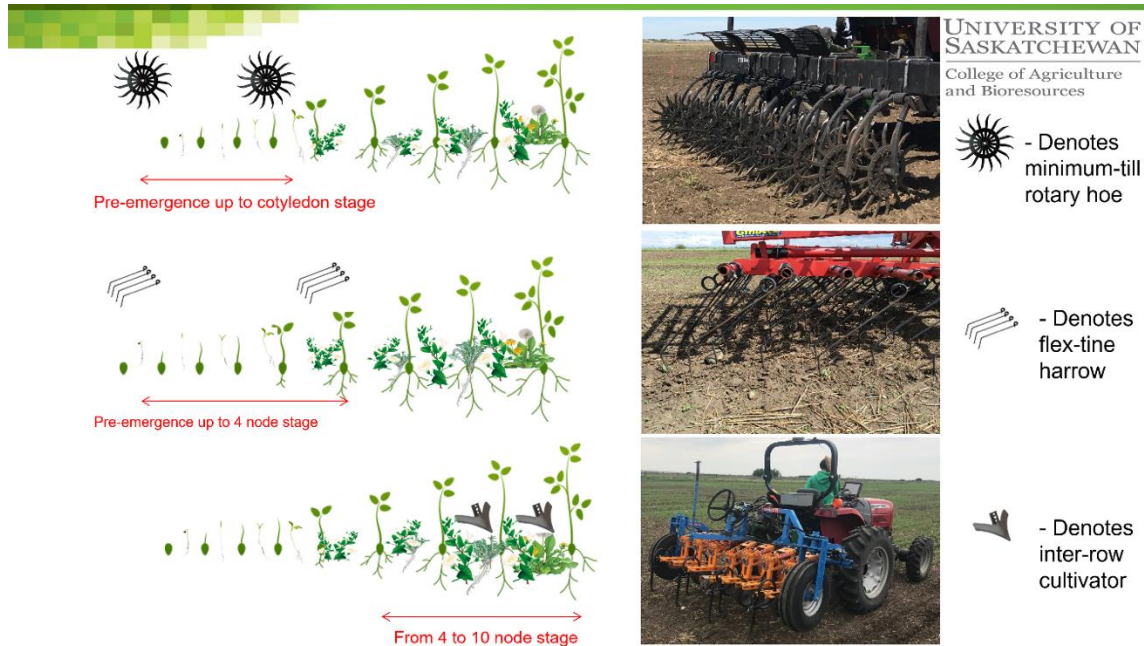 UNIVERSITY OF
SASKATCHEWAN
College of Agriculture
and Bioresources
Pre-emergence up to cotyledon stage
- Denotes
minimum-till
rotary hoe
Pre-emergence up to 4 node stage
- Denotes
flex-tine
harrow
From 4 to 10 node stage
- Denotes
inter-row
cultivator